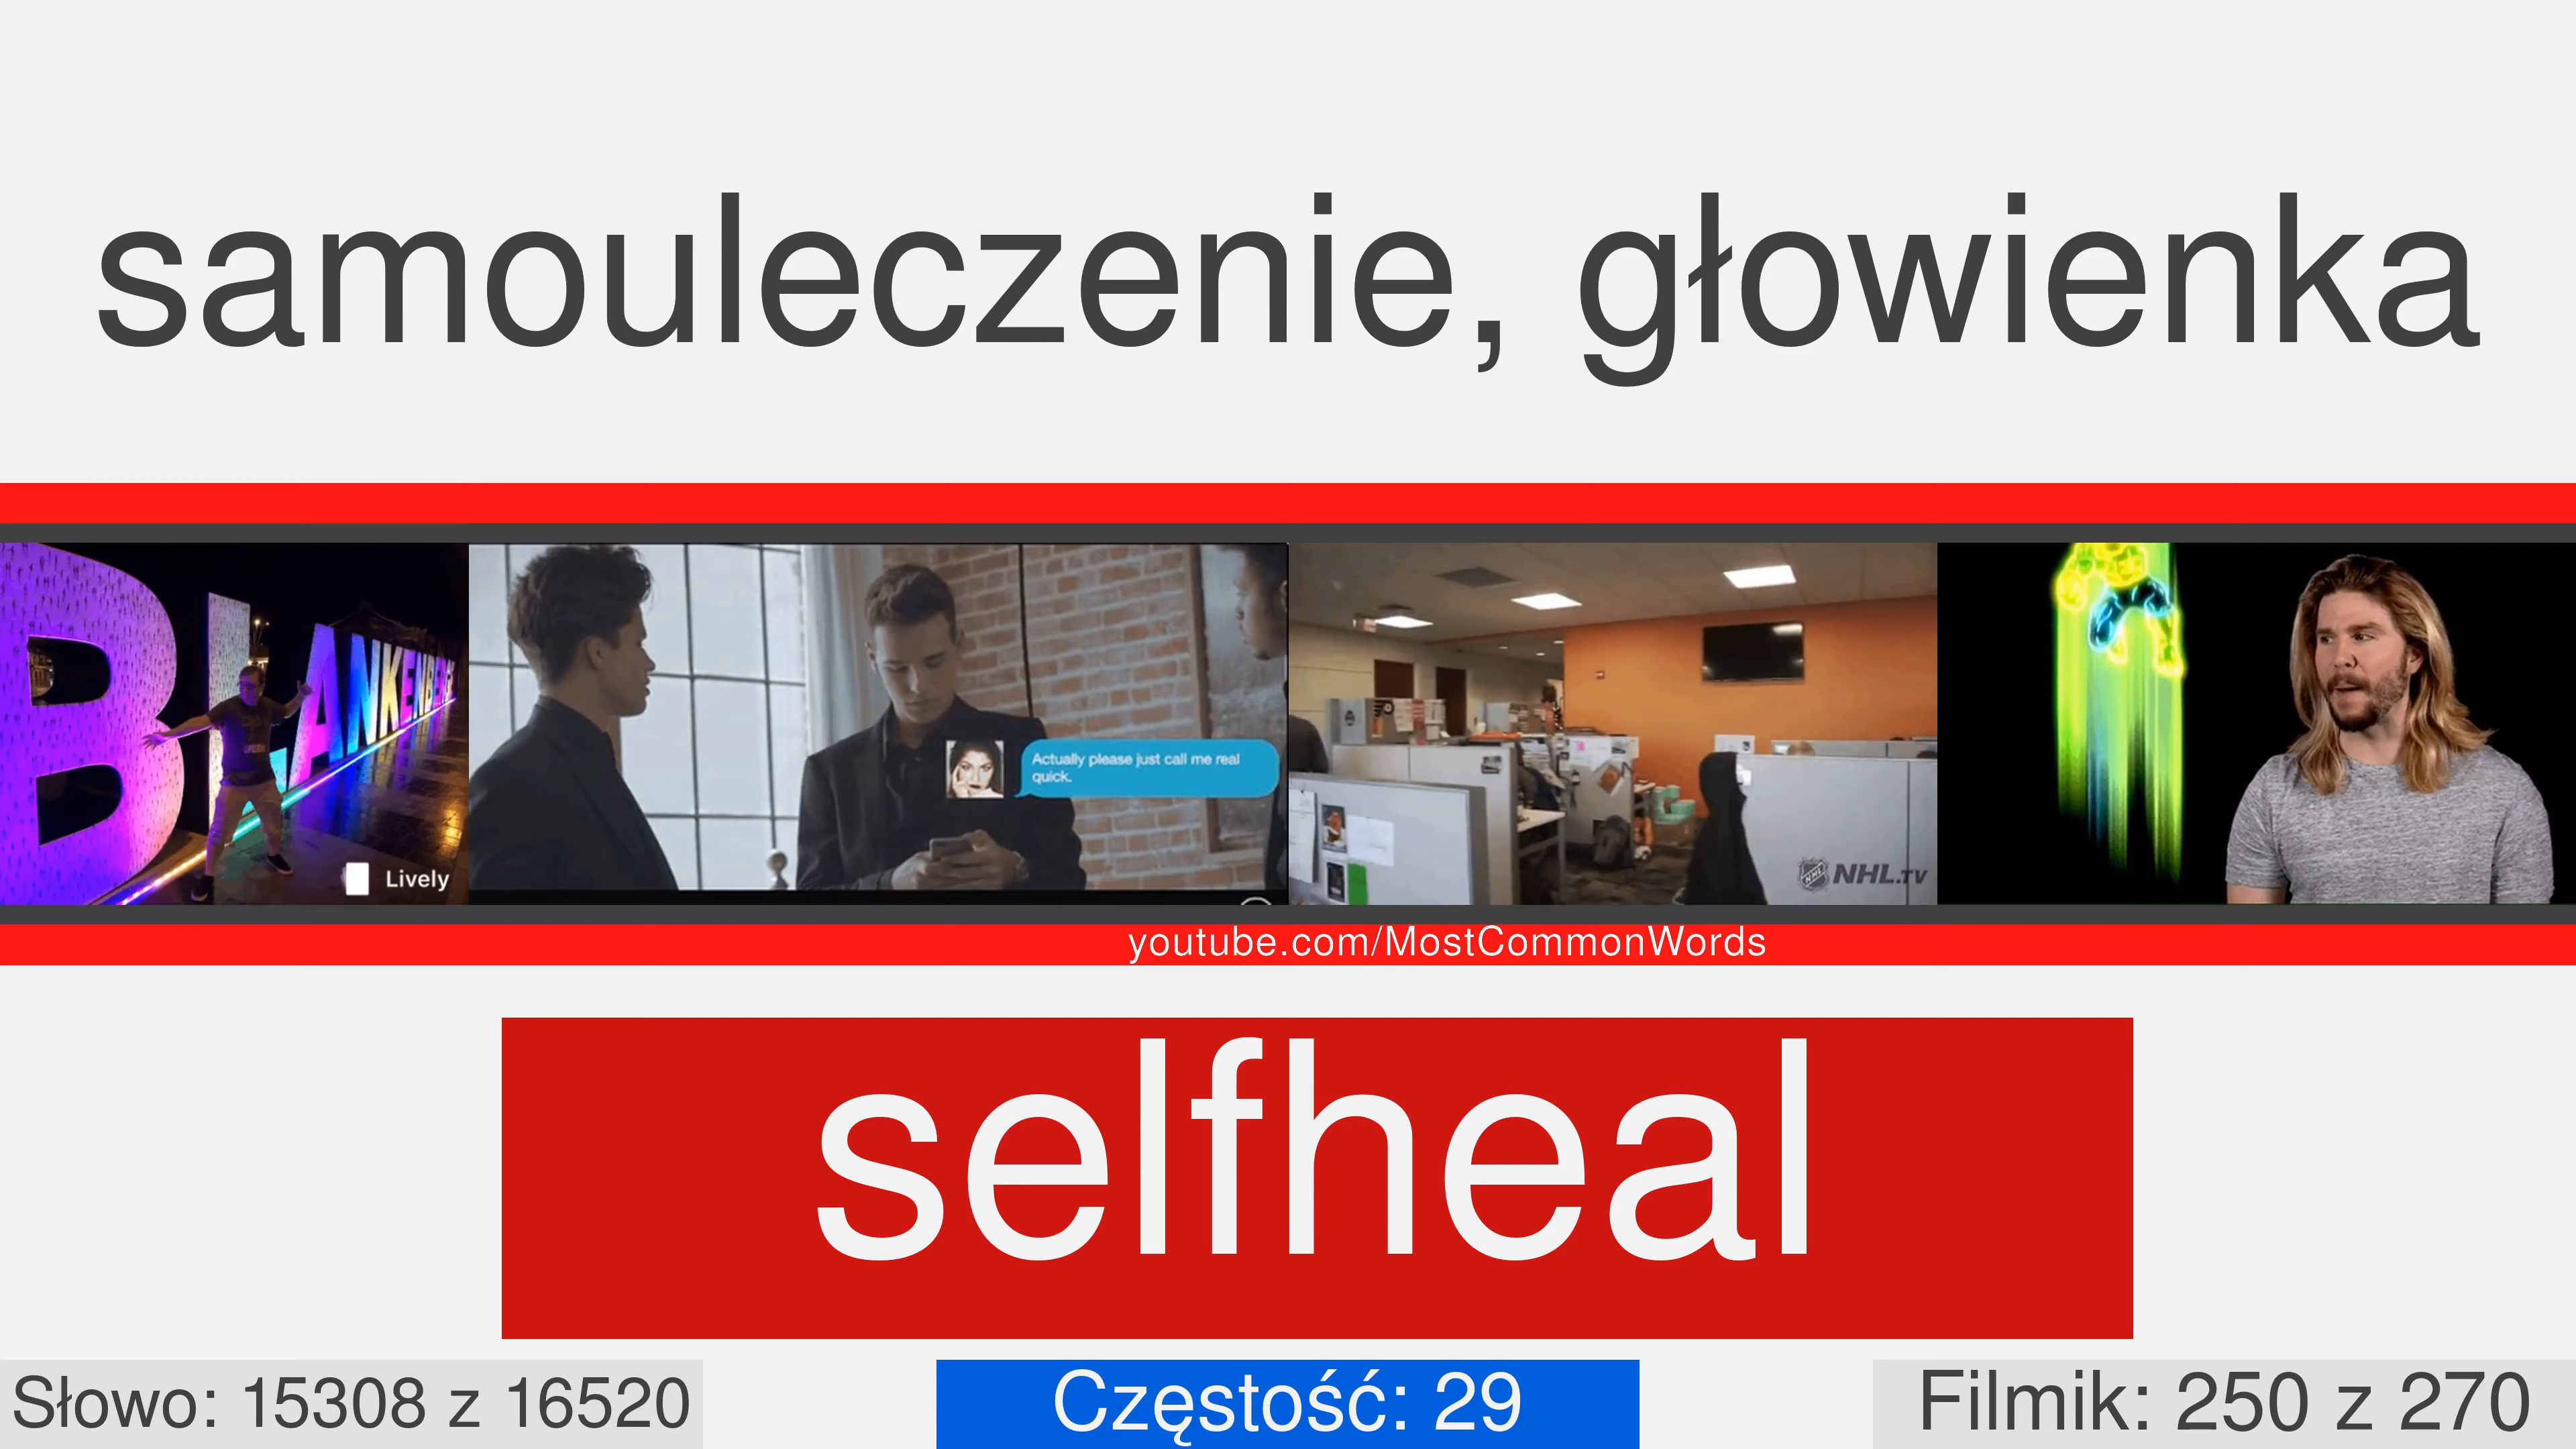 samouleczenie, głowienka
BLANKENBERGE
Lively
Actually please just call me real
quick.
NHL.TV
youtube.com/MostCommonWords
selfheal
Słowo: 15308 z 16520
Częstość: 29
Filmik: 250 z 270